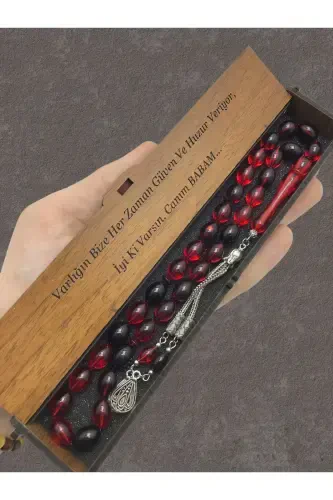 Varlığın Bize Her Zaman Güven Ve Huzur Veriyor,
İyi Ki Varsın, Canım BABAM...